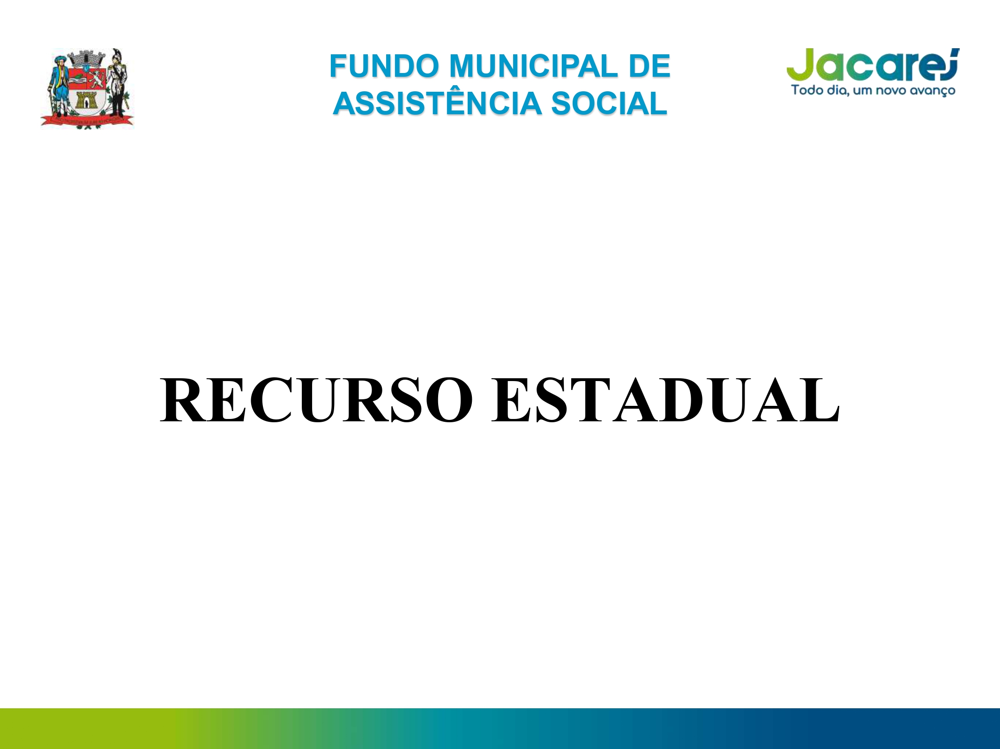 FUNDO MUNICIPAL DE
ASSISTÊNCIA SOCIAL
Jacareí
Todo dia, um novo avanço
RECURSO ESTADUAL